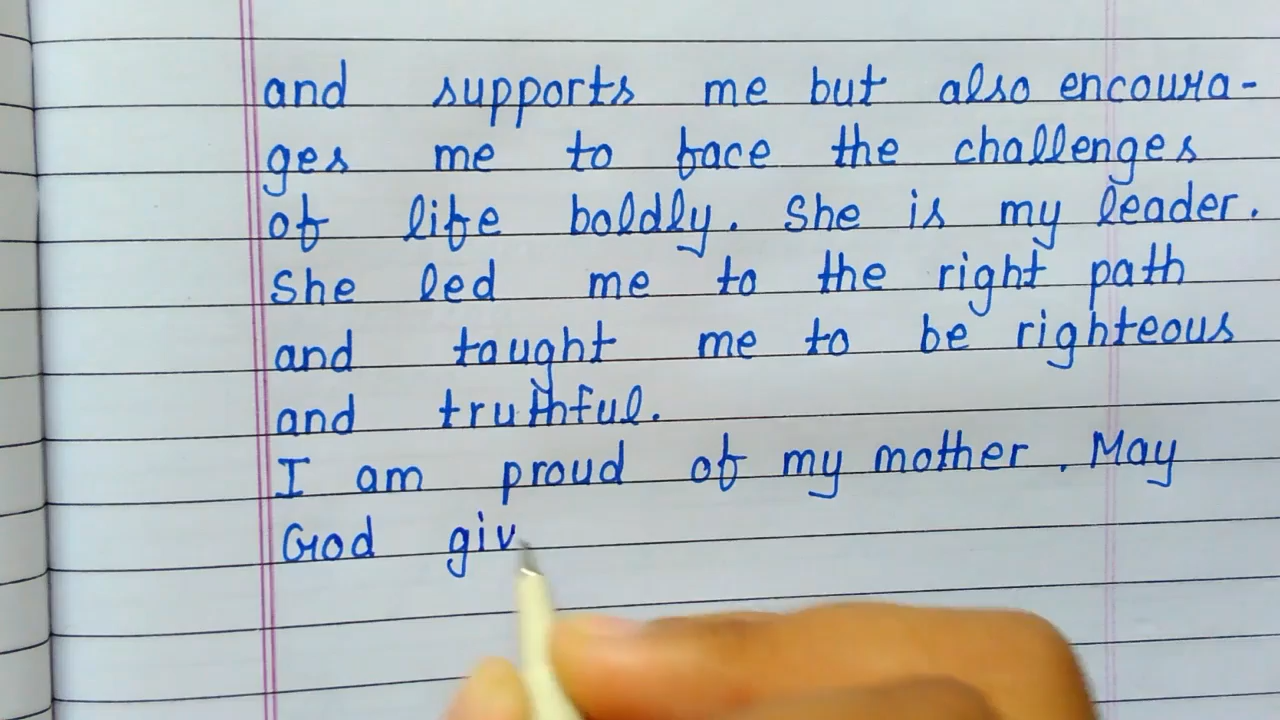 and supports me but also encoura-
ges me to face the challenges
of life boldly. She is my leader.
She led me to the right path
and taught me to be righteous
and truthful.
I am proud of my mother. May
God giv